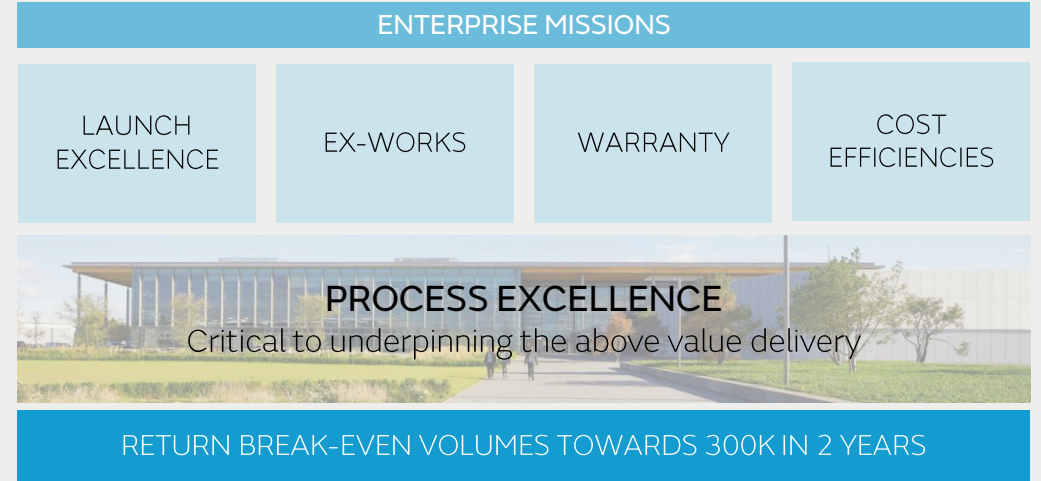 ENTERPRISE MISSIONS
LAUNCH
EXCELLENCE
EX-WORKS
WARRANTY
COST
EFFICIENCIES
PROCESS EXCELLENCE
Critical to underpinning the above value delivery
RETURN BREAK-EVEN VOLUMES TOWARDS 300K IN 2 YEARS